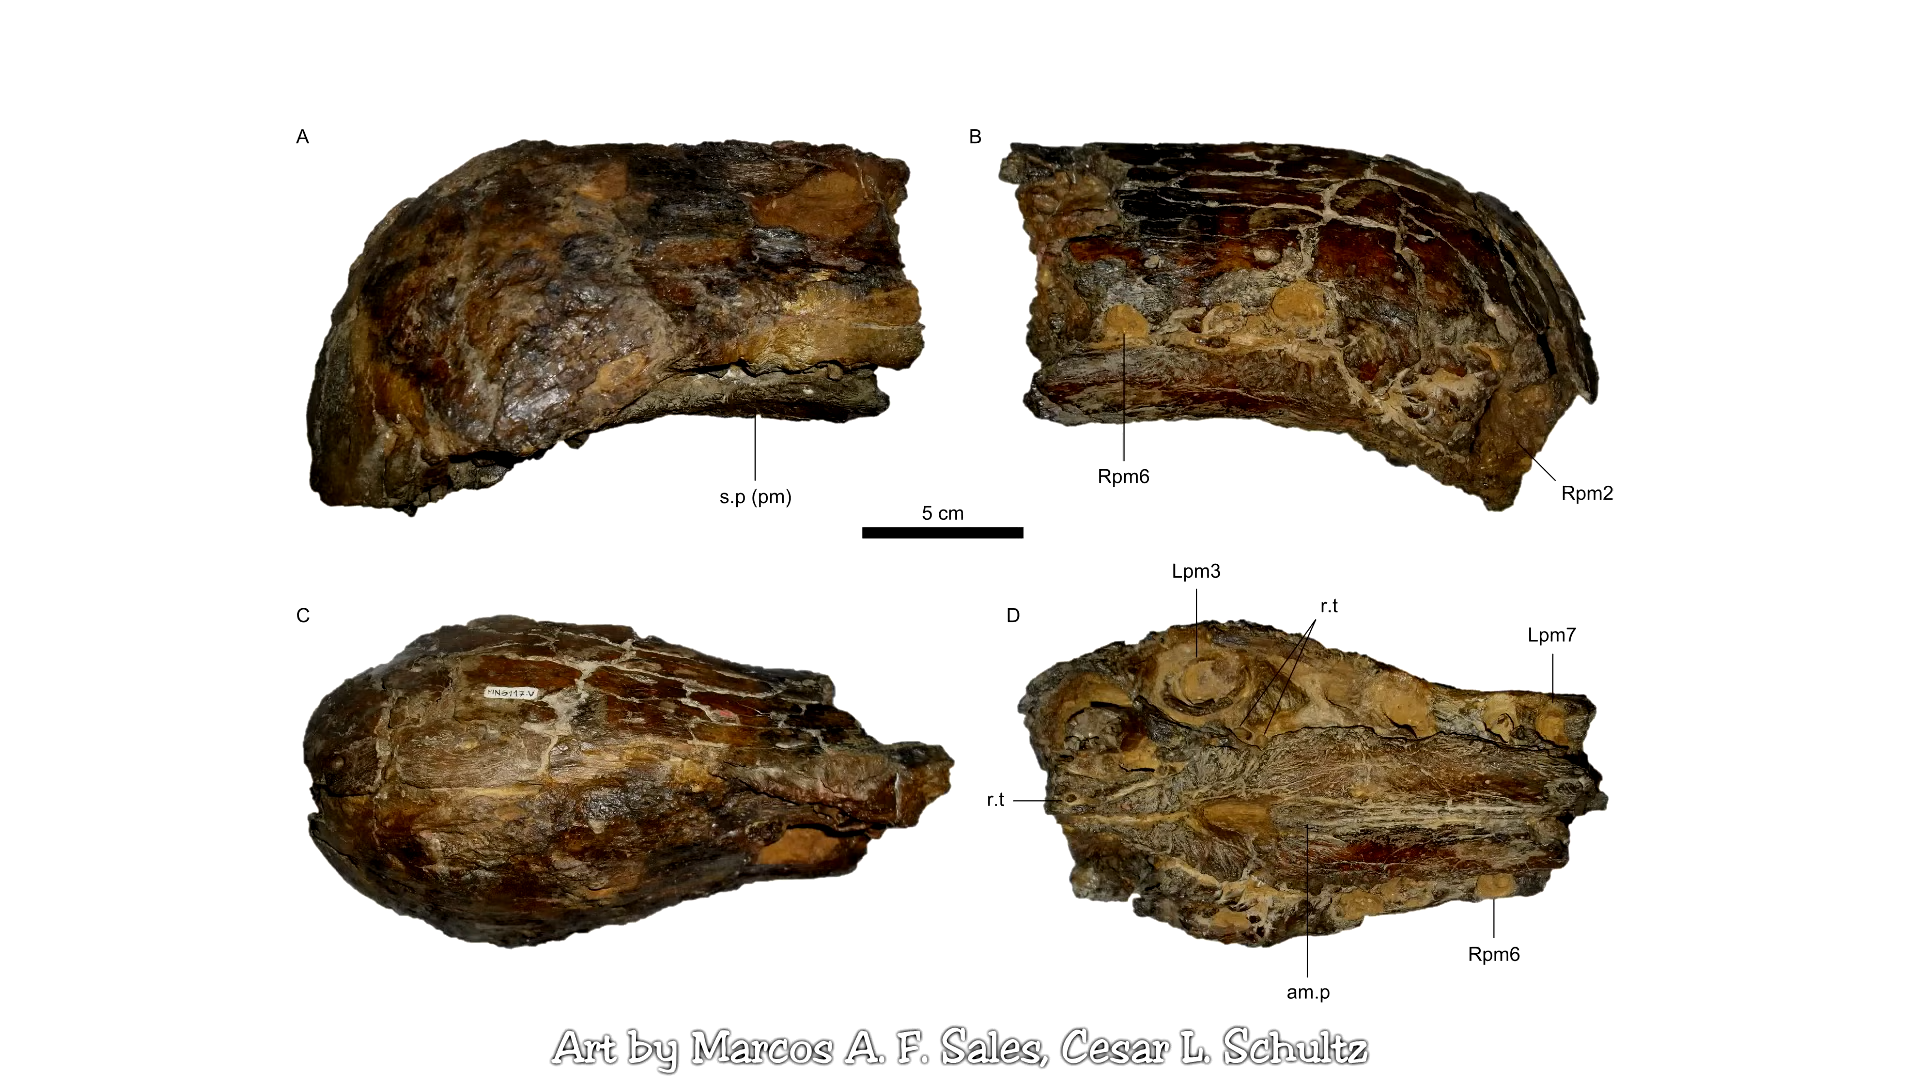 A
B
Rpm6
s.p (pm)
Rpm2
5 cm
Lpm3
C
D
r.t
Lpm7
r.t
Rpm6
am.p
Art by Marcos A. F. Sales, Cesar L. Schultz